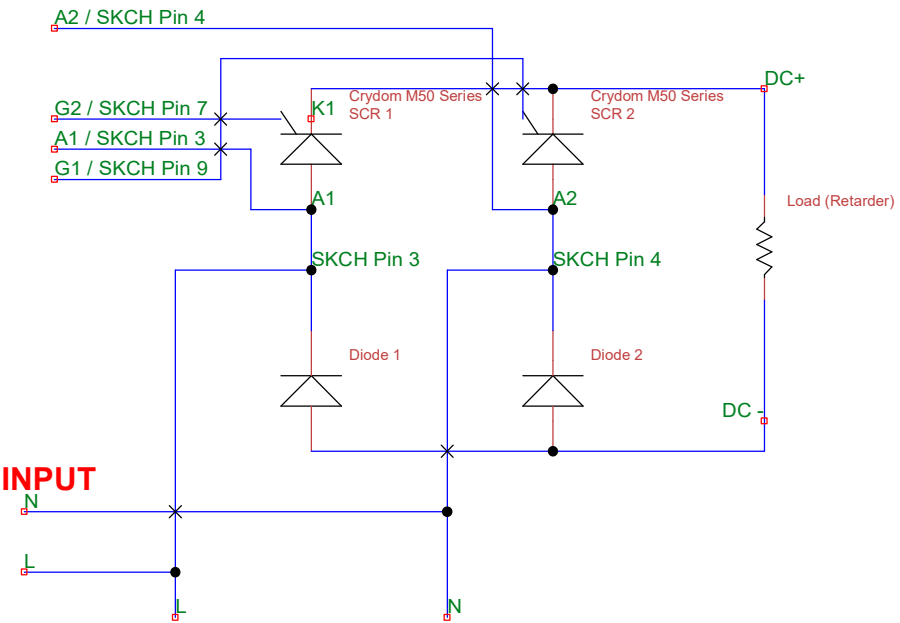 A2 / SKCH Pin 4
DC+
Crydom M50 Series
SCR 1
Crydom M50 Series
SCR 2
G2 / SKCH Pin 7
K1
A1 / SKCH Pin 3
G1 / SKCH Pin 9
A1
A2
Load (Retarder)
SKCH Pin 3
SKCH Pin 4
Diode 1
Diode 2
DC -
INPUT
N
L
L
N